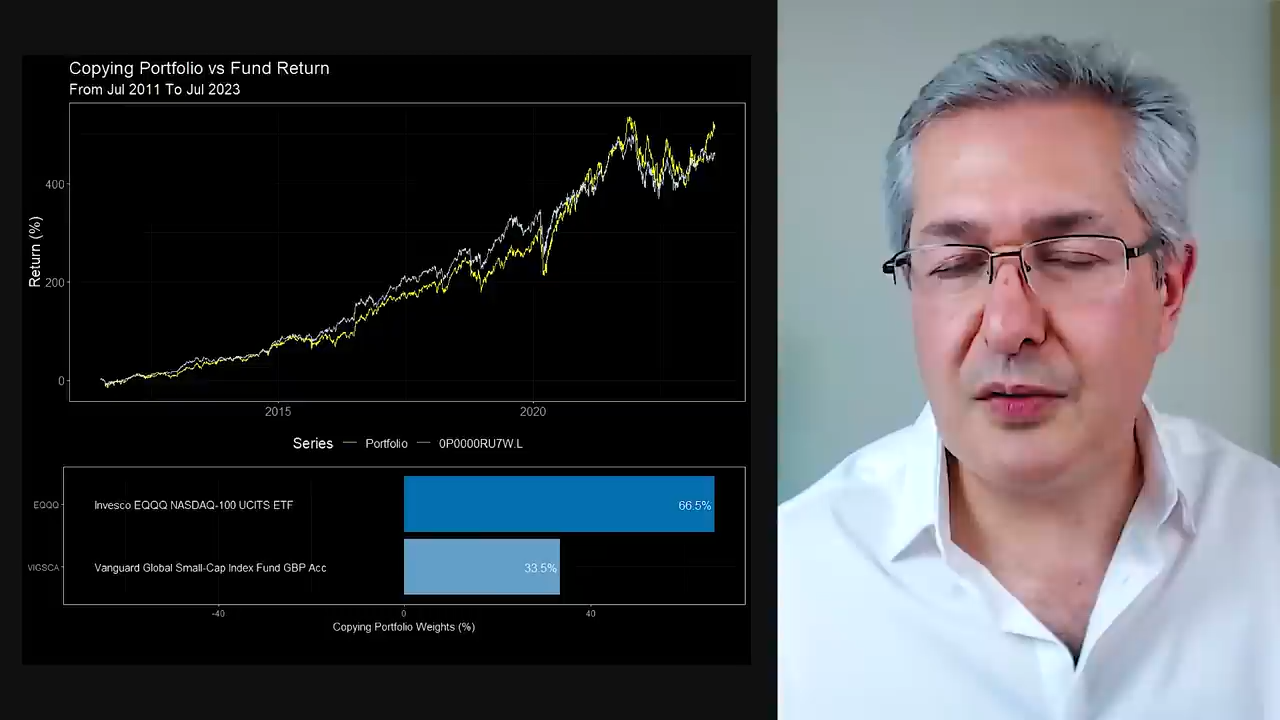 Copying Portfolio vs Fund Return
From Jul 2011 To Jul 2023
Return (%)
400
200
0
2015
2020
Series
Portfolio
0P0000RU7W.L
EQQQ
Invesco EQQQ NASDAQ-100 UCITS ETF
66.5%
VIGSCA
Vanguard Global Small-Cap Index Fund GBP Acc
33.5%
-40
0
40
Copying Portfolio Weights (%)